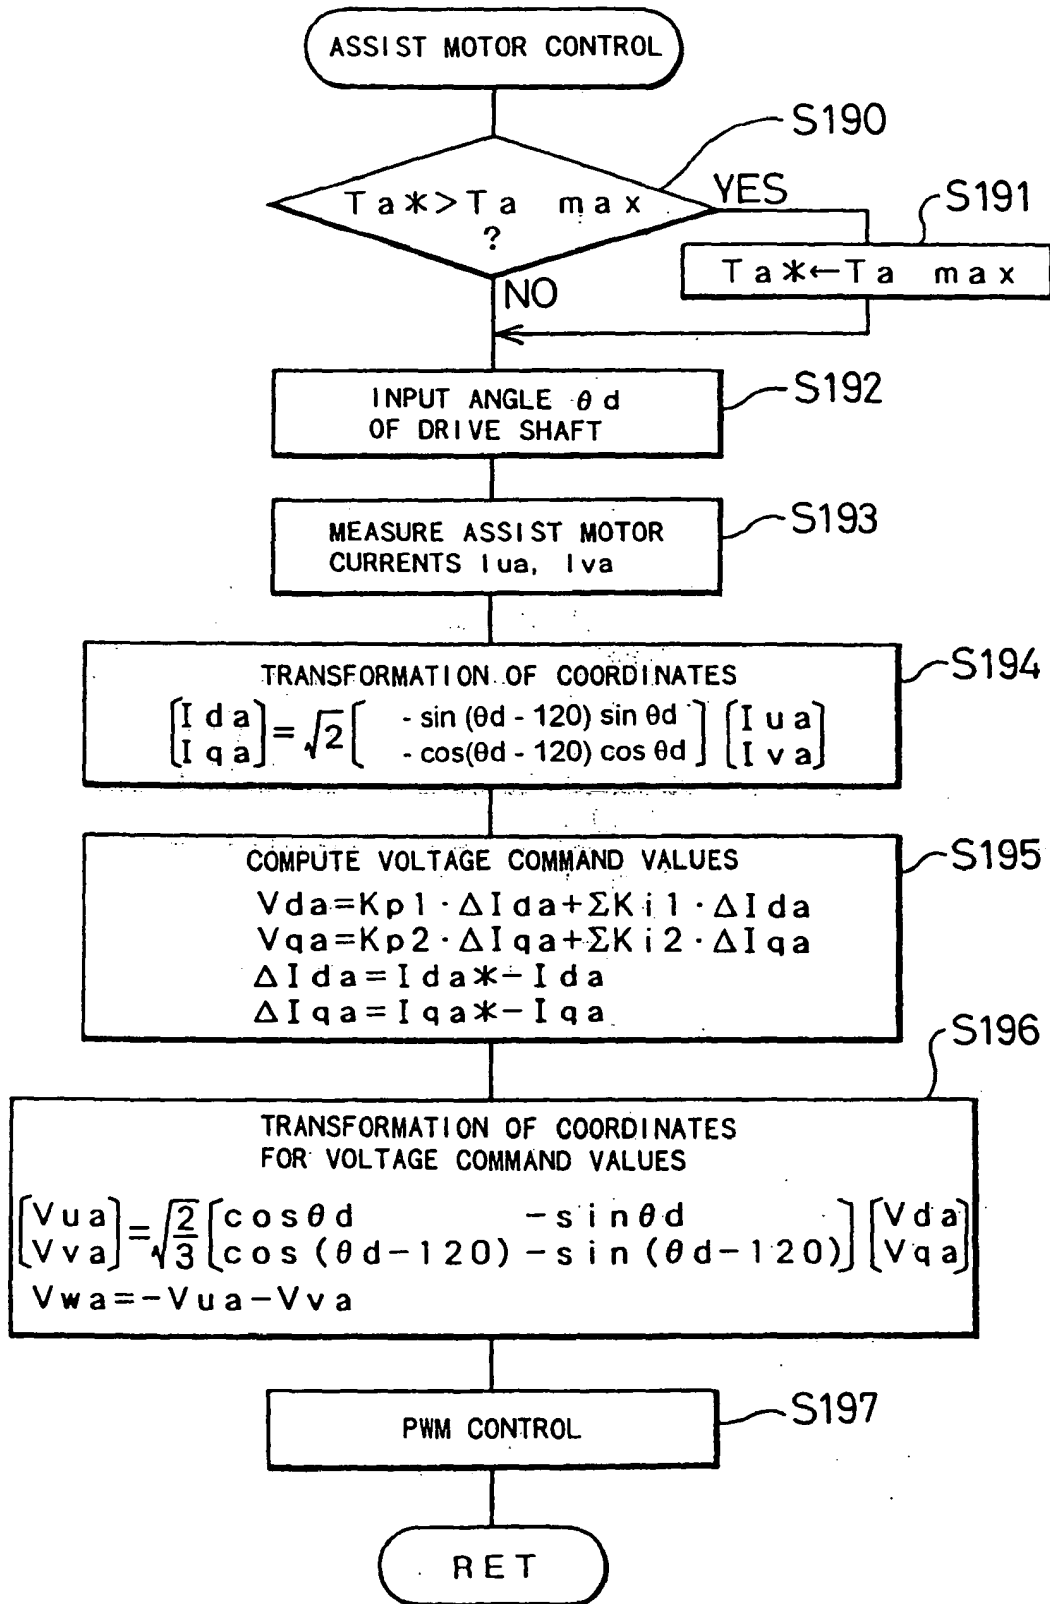 ASSIST MOTOR CONTROL
S190
Ta*>Ta max
?
YES
S191
Ta*←Ta max
NO
S192
INPUT ANGLE θd
OF DRIVE SHAFT
S193
MEASURE ASSIST MOTOR
CURRENTS Iua, Iva
S194
TRANSFORMATION OF COORDINATES
[Ida] = √2 [ - sin (θd - 120) sin θd ] [Iua]
[Iqa] [ - cos(θd - 120) cos θd ] [Iva]
S195
COMPUTE VOLTAGE COMMAND VALUES
Vda=Kp1·ΔIda+ΣKi1·ΔIda
Vqa=Kp2·ΔIqa+ΣKi2·ΔIqa
ΔIda=Ida*-Ida
ΔIqa=Iqa*-Iqa
S196
TRANSFORMATION OF COORDINATES
FOR VOLTAGE COMMAND VALUES
[Vua] = √2/3 [cosθd -sinθd] [Vda]
[Vva] [cos(θd-120) -sin(θd-120)] [Vqa]
Vwa=-Vua-Vva
S197
PWM CONTROL
RET